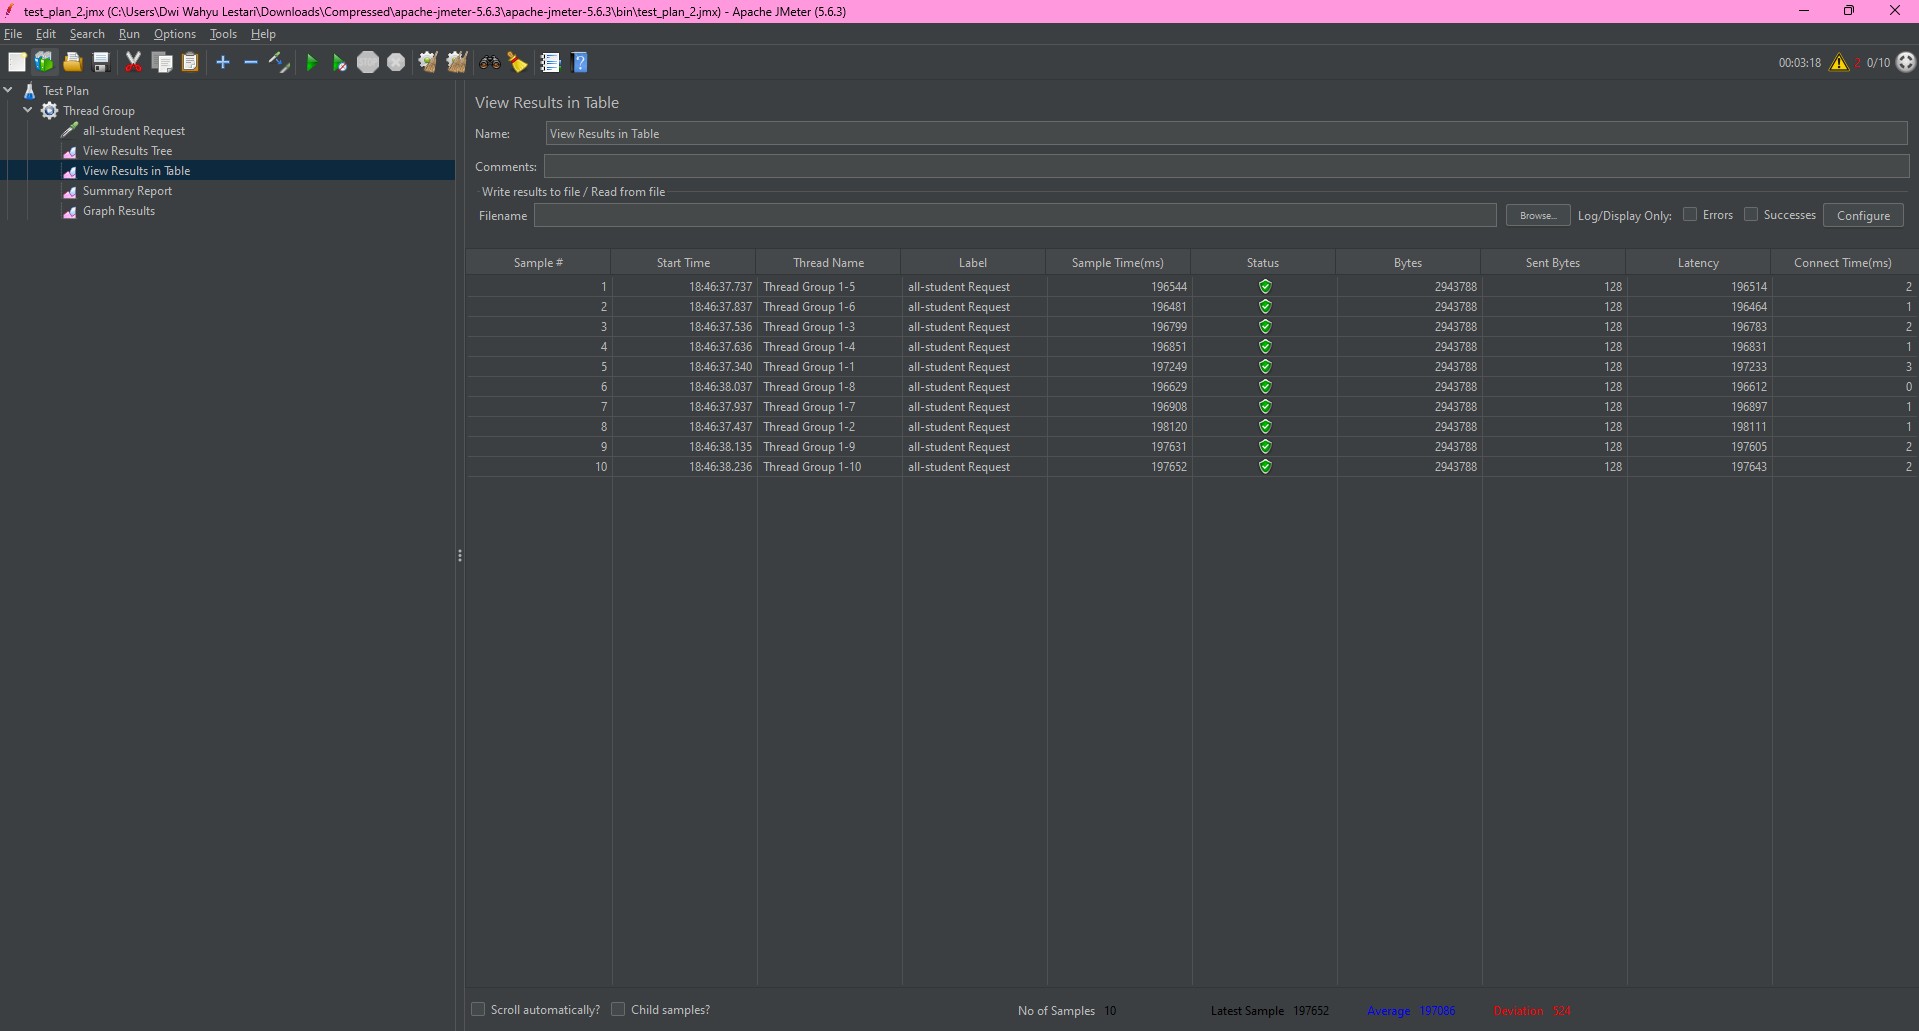 test_plan_2.jmx (C:\Users\Dwi Wahyu Lestari\Downloads\Compressed\apache-jmeter-5.6.3\apache-jmeter-5.6.3\bin\test_plan_2.jmx) - Apache JMeter (5.6.3)
File Edit Search Run Options Tools Help
STOP 00:03:18 2 0/10
Test Plan
Thread Group
all-student Request
View Results Tree
View Results in Table
Summary Report
Graph Results
View Results in Table
Name: View Results in Table
Comments:
Write results to file / Read from file
Filename Browse... Log/Display Only: Errors Successes Configure
Sample # Start Time Thread Name Label Sample Time(ms) Status Bytes Sent Bytes Latency Connect Time(ms)
1 18:46:37.737 Thread Group 1-5 all-student Request 196544 2943788 128 196514 2
2 18:46:37.837 Thread Group 1-6 all-student Request 196481 2943788 128 196464 1
3 18:46:37.536 Thread Group 1-3 all-student Request 196799 2943788 128 196783 2
4 18:46:37.636 Thread Group 1-4 all-student Request 196851 2943788 128 196831 1
5 18:46:37.340 Thread Group 1-1 all-student Request 197249 2943788 128 197233 3
6 18:46:38.037 Thread Group 1-8 all-student Request 196629 2943788 128 196612 0
7 18:46:37.937 Thread Group 1-7 all-student Request 196908 2943788 128 196897 1
8 18:46:37.437 Thread Group 1-2 all-student Request 198120 2943788 128 198111 1
9 18:46:38.135 Thread Group 1-9 all-student Request 197631 2943788 128 197605 2
10 18:46:38.236 Thread Group 1-10 all-student Request 197652 2943788 128 197643 2
Scroll automatically? Child samples? No of Samples 10 Latest Sample 197652 Average 197086 Deviation 524